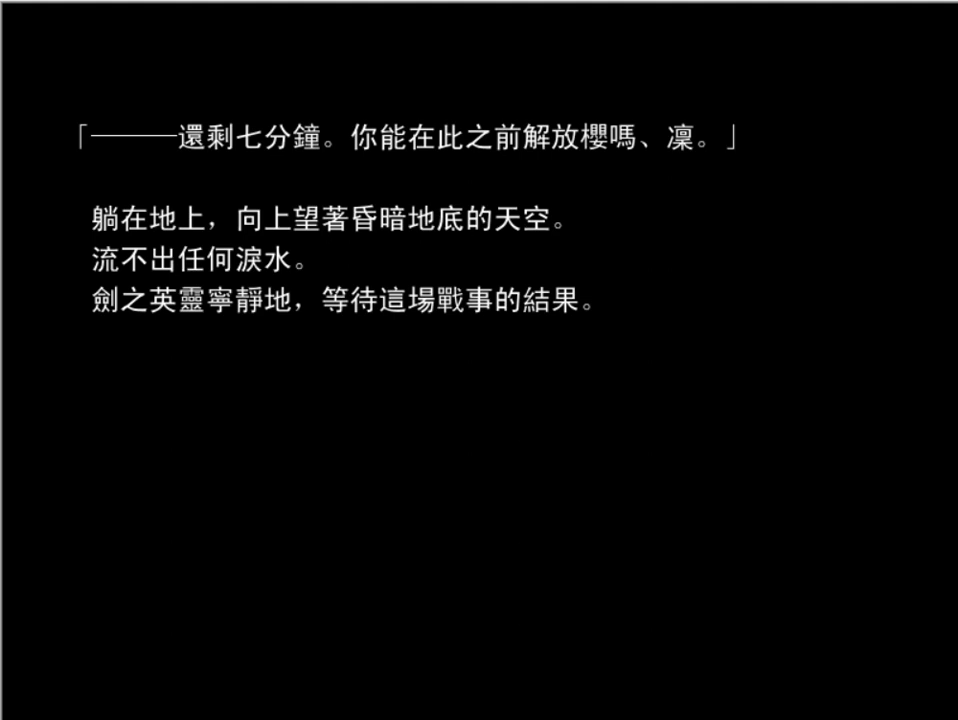 「———還剩七分鐘。你能在此之前解放櫻嗎、凜。」
躺在地上，向上望著昏暗地底的天空。
流不出任何淚水。
劍之英靈寧靜地，等待這場戰事的結果。